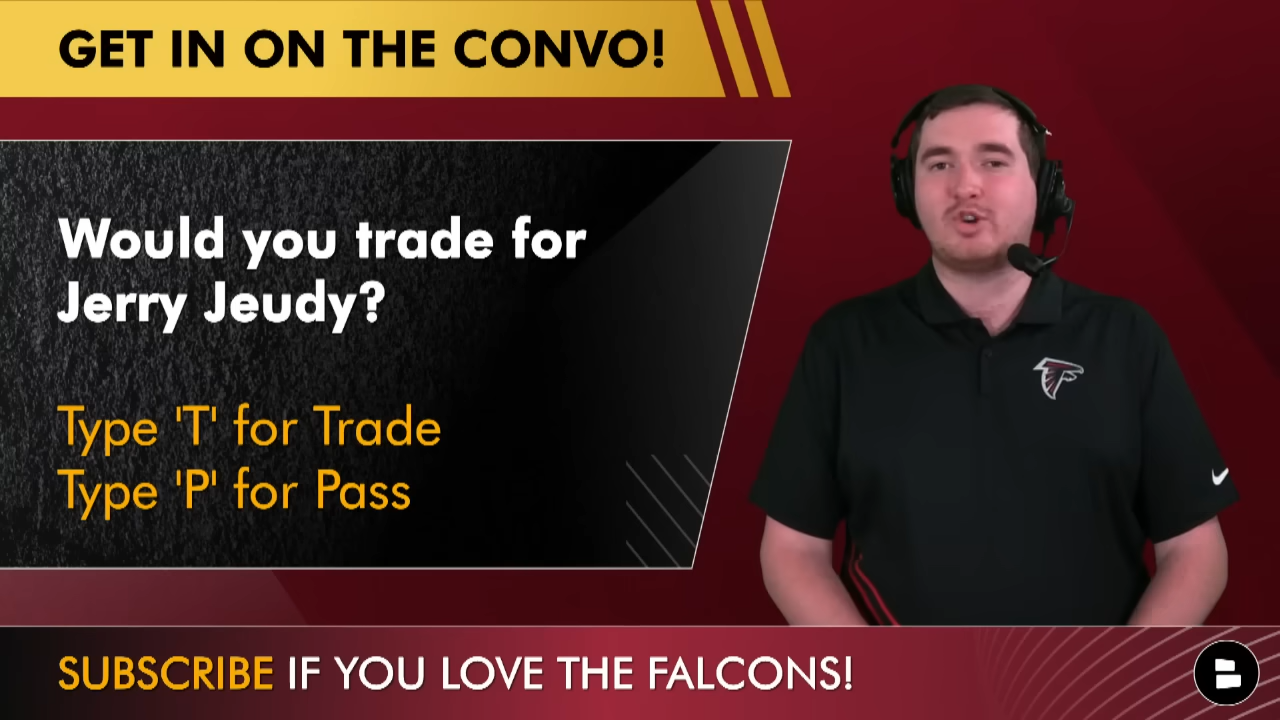 GET IN ON THE CONVO!
Would you trade for
Jerry Jeudy?
Type 'T' for Trade
Type 'P' for Pass
SUBSCRIBE IF YOU LOVE THE FALCONS!